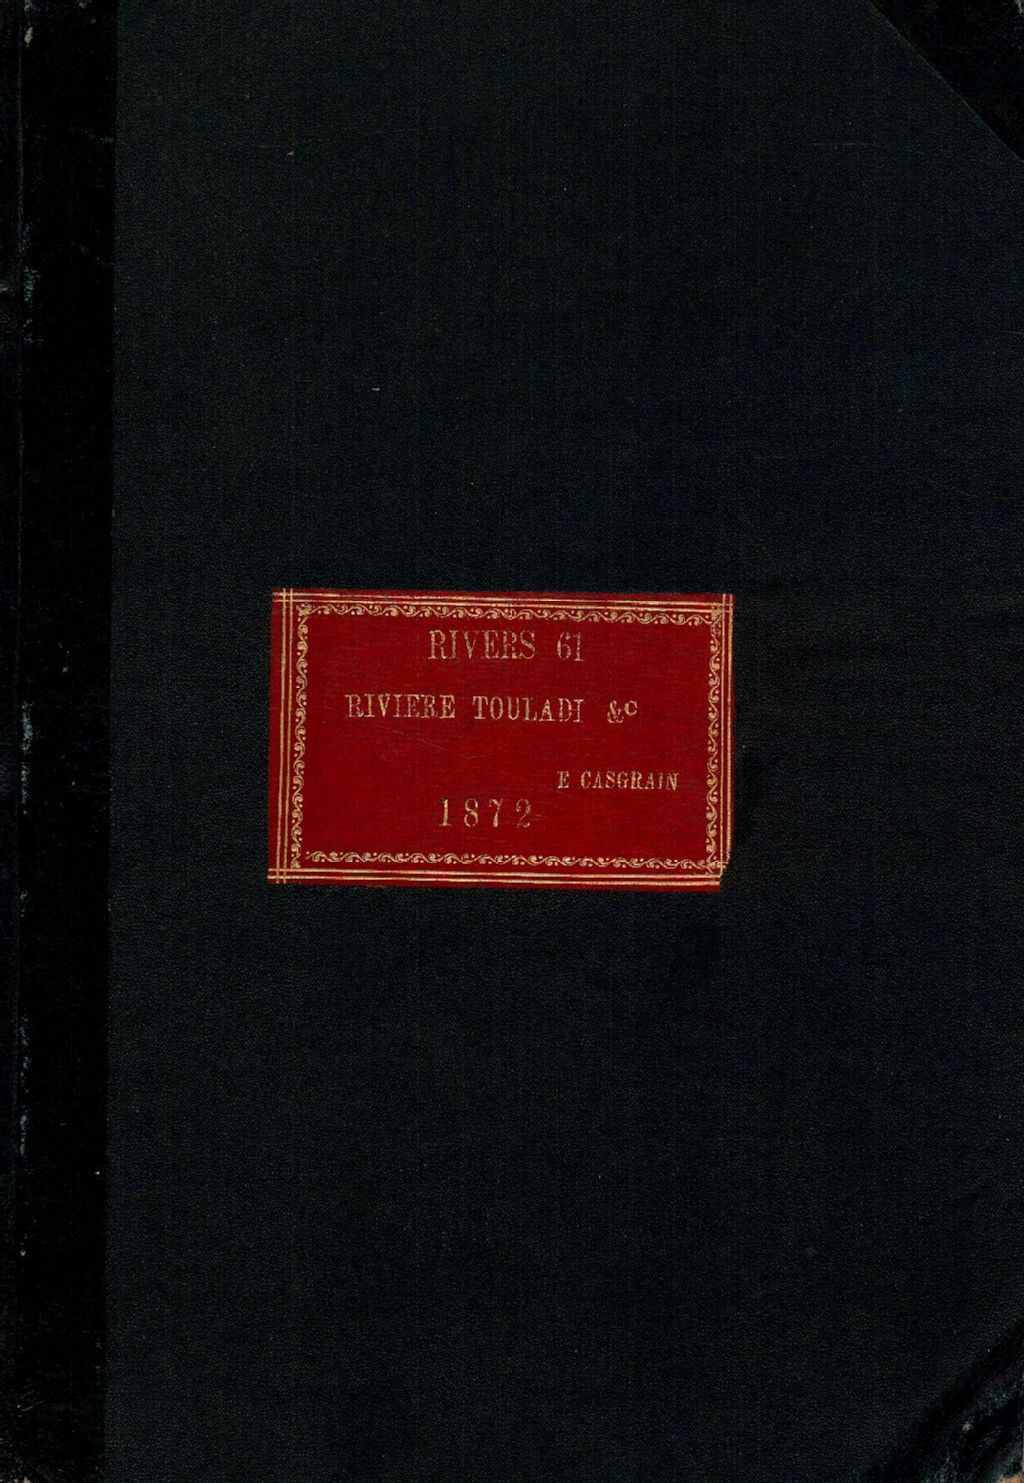 RIVERS 61
RIVIERE TOULADI &c
E CASGRAIN
1872